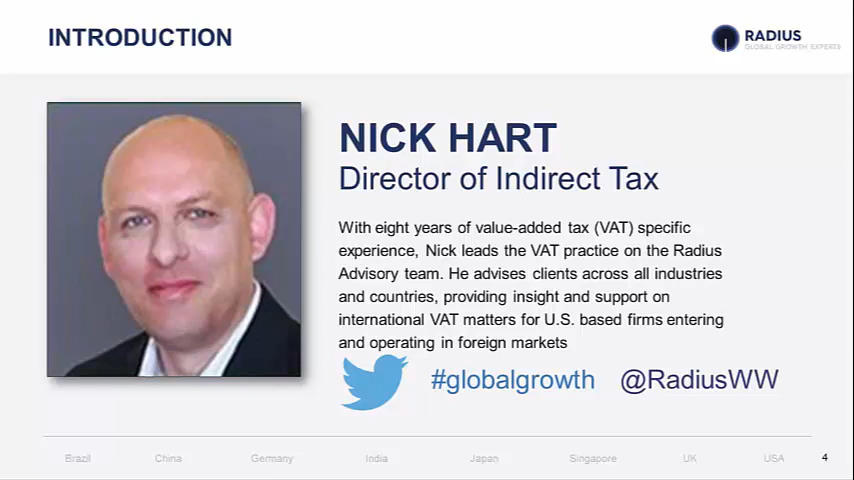 INTRODUCTION
RADIUS
GLOBAL GROWTH EXPERTS
NICK HART
Director of Indirect Tax
With eight years of value-added tax (VAT) specific
experience, Nick leads the VAT practice on the Radius
Advisory team. He advises clients across all industries
and countries, providing insight and support on
international VAT matters for U.S. based firms entering
and operating in foreign markets
#globalgrowth @RadiusWW
Brazil China Germany India Japan Singapore UK USA 4